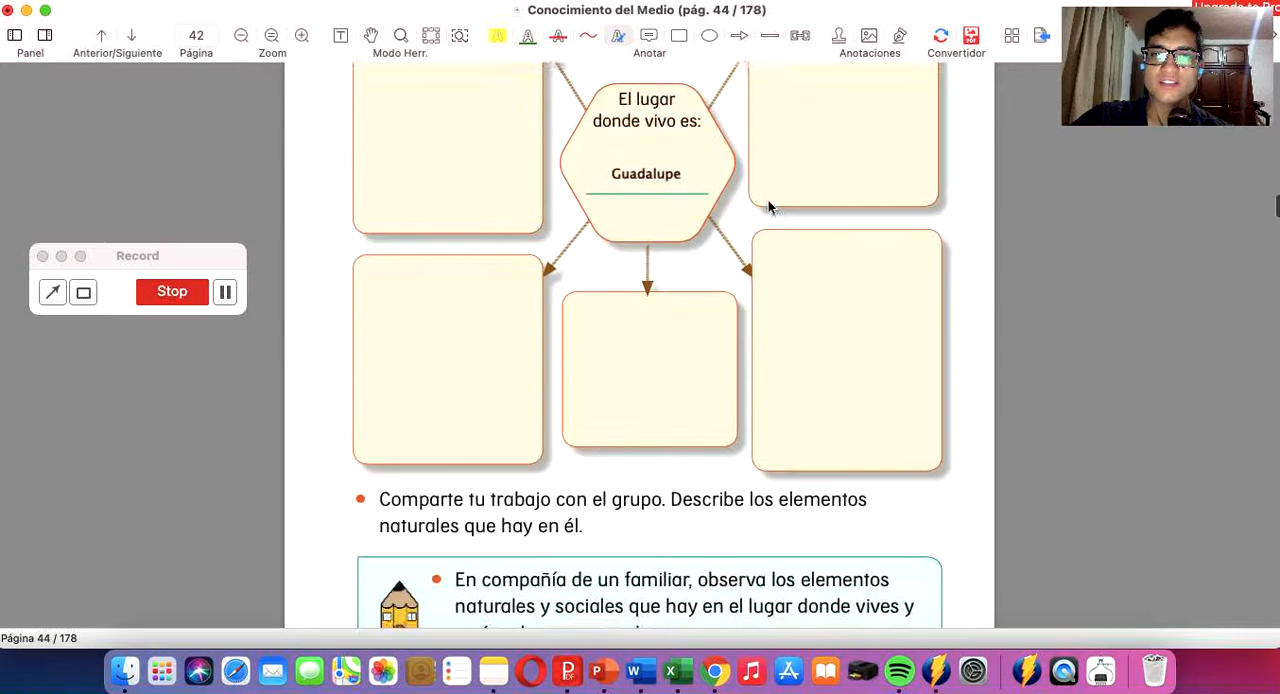 Conocimiento del Medio (pág. 44 / 178)
42
Panel
Anterior/Siguiente
Página
Zoom
Modo Herr.
Anotar
Anotaciones
Convertidor
El lugar
donde vivo es:
Guadalupe
Record
Stop
Comparte tu trabajo con el grupo. Describe los elementos
naturales que hay en él.
En compañía de un familiar, observa los elementos
naturales y sociales que hay en el lugar donde vives y
Página 44 / 178